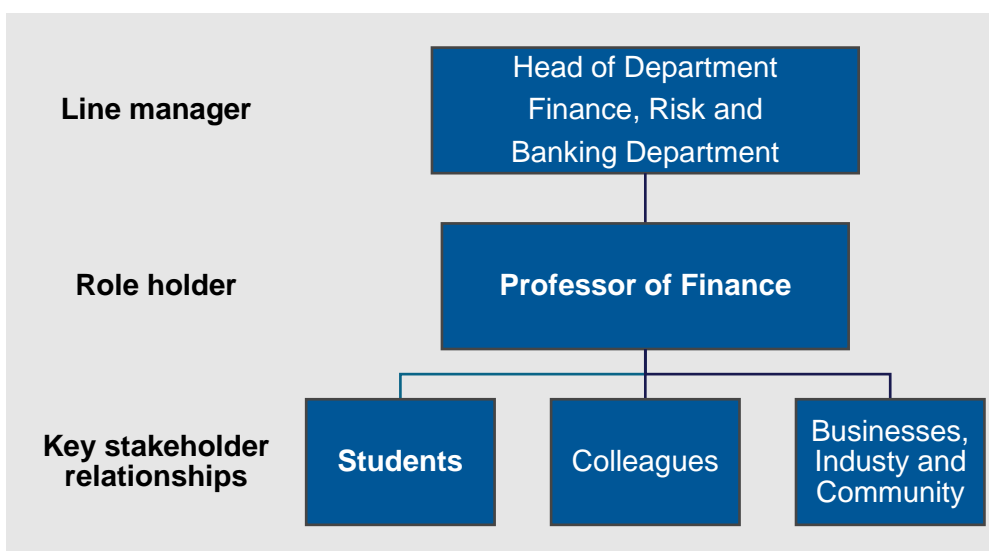 Line manager
Head of Department
Finance, Risk and
Banking Department
Role holder
Professor of Finance
Key stakeholder
relationships
Students
Colleagues
Businesses,
Industy and
Community